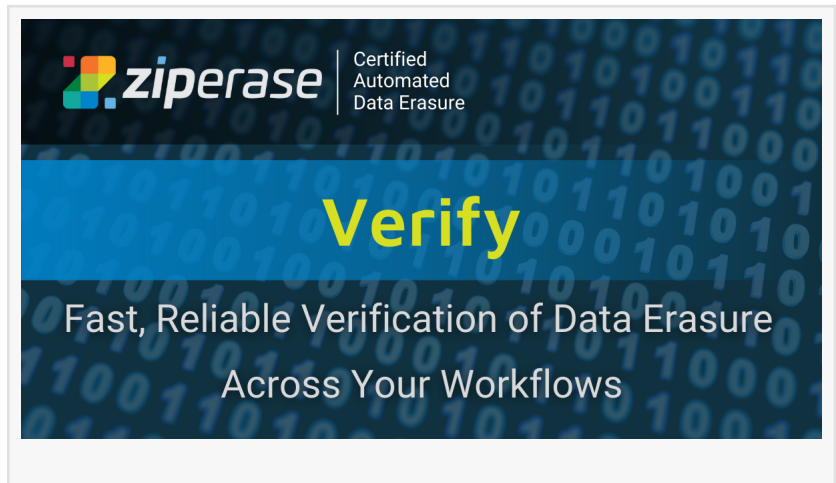 ziperase
Certified
Automated
Data Erasure
Verify
Fast, Reliable Verification of Data Erasure
Across Your Workflows